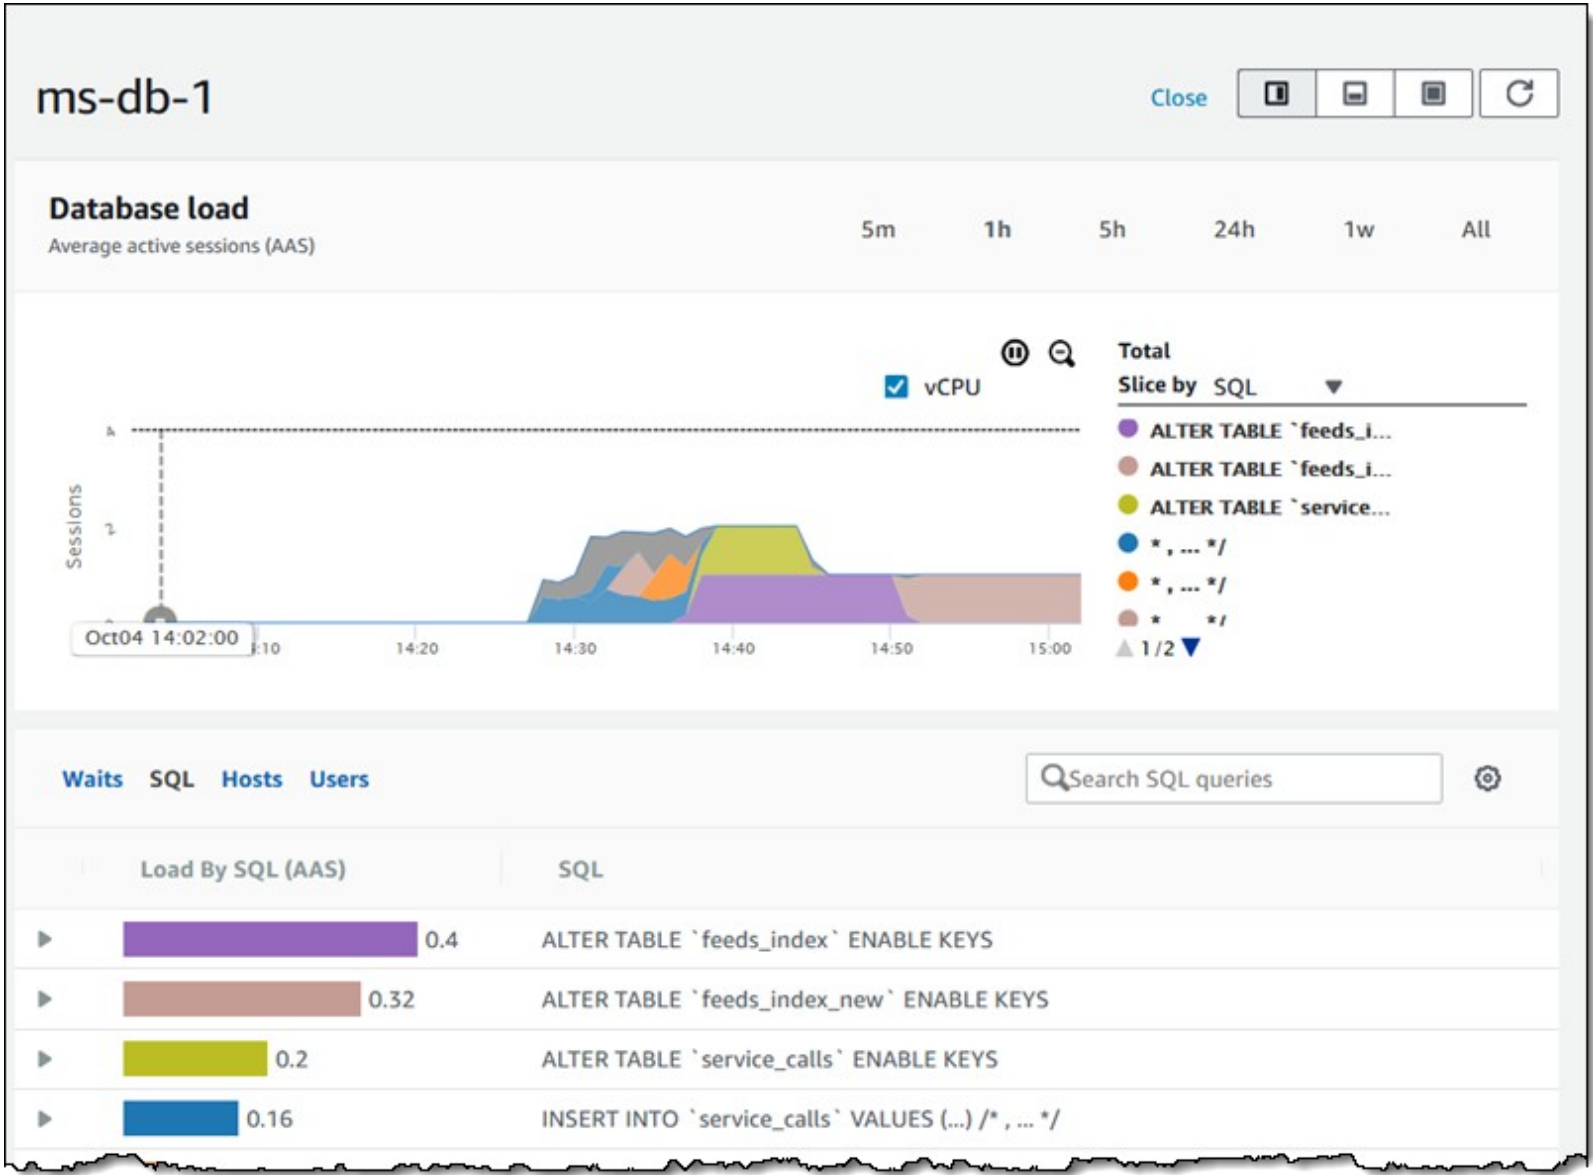 ms-db-1
Close
Database load
Average active sessions (AAS)
5m 1h 5h 24h 1w All
vCPU
Total
Slice by SQL
ALTER TABLE `feeds_i...
ALTER TABLE `feeds_i...
ALTER TABLE `service...
* , ... */
* , ... */
1/2
Sessions
4
2
Oct04 14:02:00
:10 14:20 14:30 14:40 14:50 15:00
Waits SQL Hosts Users
Search SQL queries
Load By SQL (AAS) SQL
0.4 ALTER TABLE `feeds_index` ENABLE KEYS
0.32 ALTER TABLE `feeds_index_new` ENABLE KEYS
0.2 ALTER TABLE `service_calls` ENABLE KEYS
0.16 INSERT INTO `service_calls` VALUES (...) /* , ... */